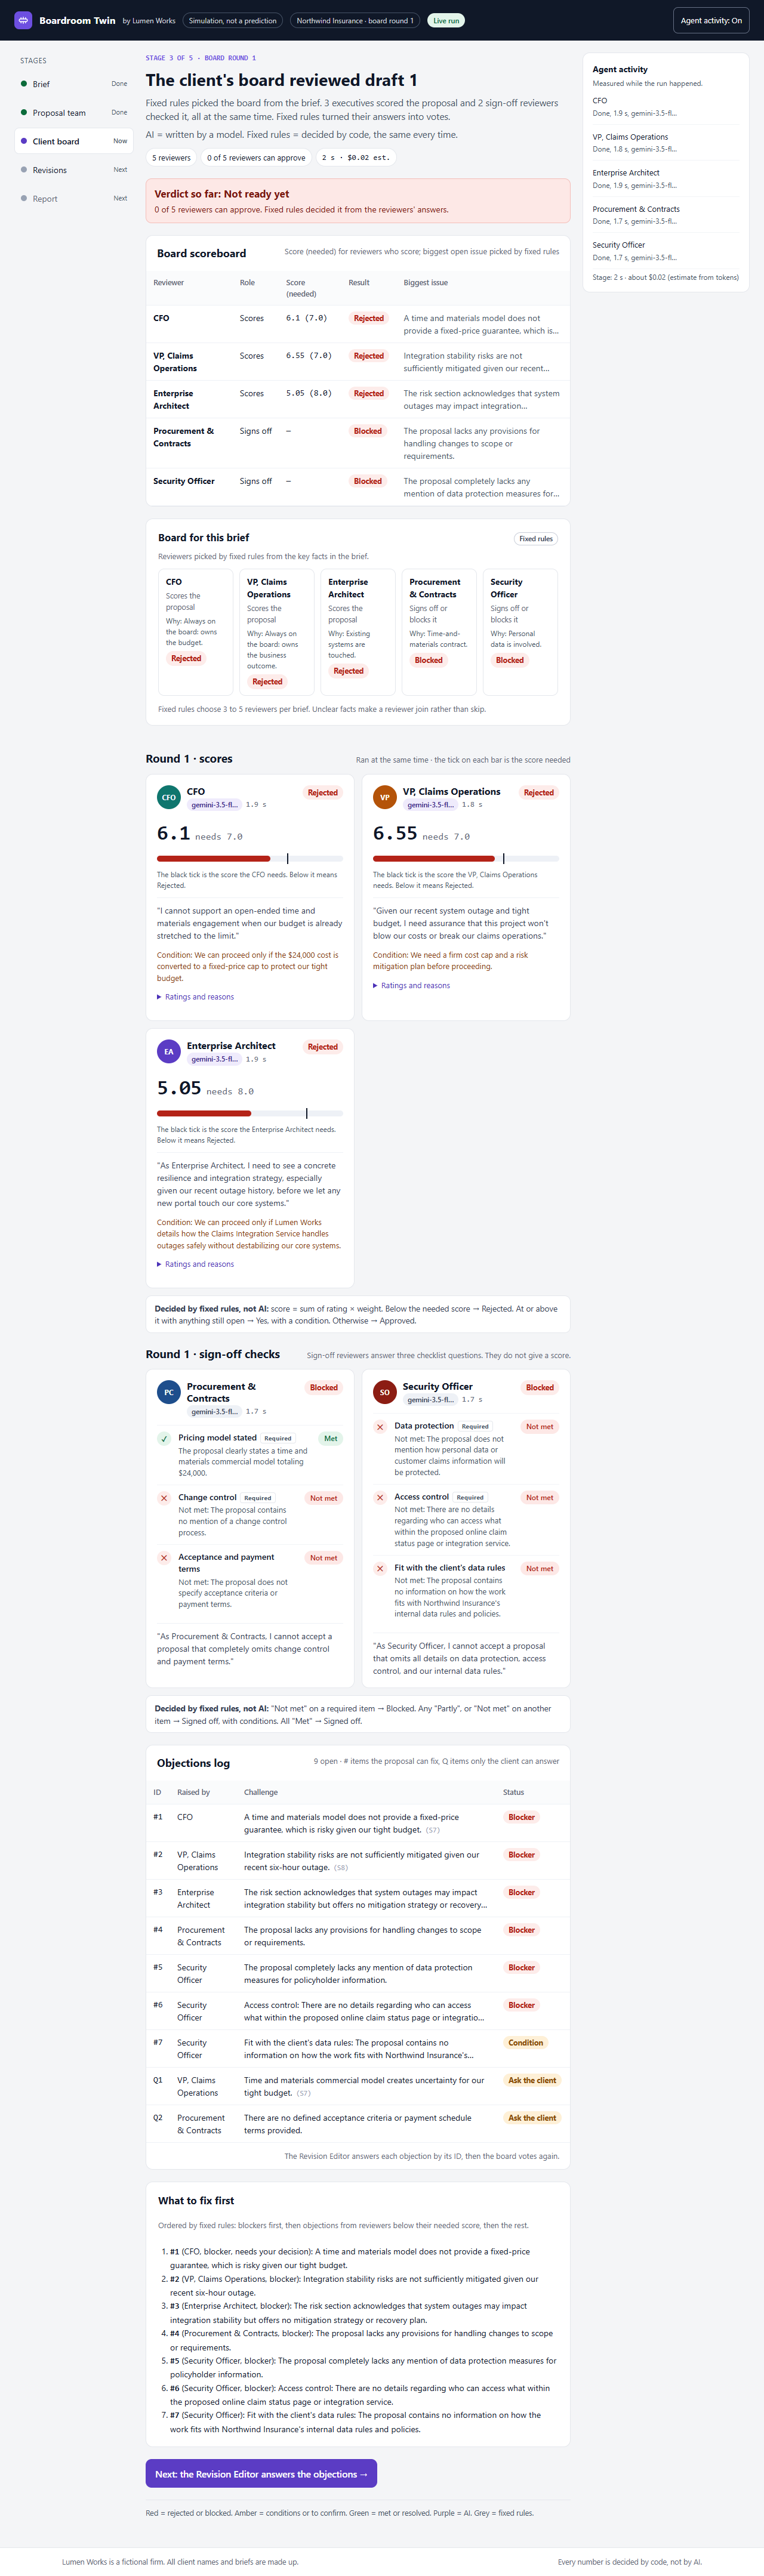 Boardroom Twin
by Lumen Works
Simulation, not a prediction
Northwind Insurance · board round 1
Live run
Agent activity: On
STAGES
Brief Done
Proposal team Done
Client board Now
Revisions Next
Report Next
STAGE 3 OF 5 · BOARD ROUND 1
The client's board reviewed draft 1
Fixed rules picked the board from the brief. 3 executives scored the proposal and 2 sign-off reviewers
checked it, all at the same time. Fixed rules turned their answers into votes.
AI = written by a model. Fixed rules = decided by code, the same every time.
5 reviewers
0 of 5 reviewers can approve
2 s · $0.02 est.
Verdict so far: Not ready yet
0 of 5 reviewers can approve. Fixed rules decided it from the reviewers' answers.
Board scoreboard
Score (needed) for reviewers who score; biggest open issue picked by fixed rules
Reviewer Role Score (needed) Result Biggest issue
CFO Scores 6.1 (7.0) Rejected A time and materials model does not
provide a fixed-price guarantee, which is...
VP, Claims Operations Scores 6.55 (7.0) Rejected Integration stability risks are not
sufficiently mitigated given our recent...
Enterprise Architect Scores 5.05 (8.0) Rejected The risk section acknowledges that system
outages may impact integration...
Procurement & Contracts Signs off – Blocked The proposal lacks any provisions for
handling changes to scope or
requirements.
Security Officer Signs off – Blocked The proposal completely lacks any
mention of data protection measures for...
Board for this brief
Fixed rules
Reviewers picked by fixed rules from the key facts in the brief.
CFO
Scores the
proposal
Why: Always on
the board: owns
the budget.
Rejected
VP, Claims
Operations
Scores the
proposal
Why: Always on
the board: owns
the business
outcome.
Rejected
Enterprise
Architect
Scores the
proposal
Why: Existing
systems are
touched.
Rejected
Procurement
& Contracts
Signs off or
blocks it
Why: Time-and-
materials contract.
Blocked
Security
Officer
Signs off or
blocks it
Why: Personal
data is involved.
Blocked
Fixed rules choose 3 to 5 reviewers per brief. Unclear facts make a reviewer join rather than skip.
Round 1 · scores
Ran at the same time · the tick on each bar is the score needed
CFO
CFO
Rejected
gemini-3.5-fl... 1.9 s
6.1 needs 7.0
The black tick is the score the CFO needs. Below it means
Rejected.
"I cannot support an open-ended time and
materials engagement when our budget is already
stretched to the limit."
Condition: We can proceed only if the $24,000 cost is
converted to a fixed-price cap to protect our tight
budget.
▶ Ratings and reasons
VP
VP, Claims Operations
Rejected
gemini-3.5-fl... 1.8 s
6.55 needs 7.0
The black tick is the score the VP, Claims Operations
needs. Below it means Rejected.
"Given our recent system outage and tight
budget, I need assurance that this project won't
blow our costs or break our claims operations."
Condition: We need a firm cost cap and a risk
mitigation plan before proceeding.
▶ Ratings and reasons
EA
Enterprise Architect
Rejected
gemini-3.5-fl... 1.9 s
5.05 needs 8.0
The black tick is the score the Enterprise Architect needs.
Below it means Rejected.
"As Enterprise Architect, I need to see a concrete
resilience and integration strategy, especially
given our recent outage history, before we let any
new portal touch our core systems."
Condition: We can proceed only if Lumen Works
details how the Claims Integration Service handles
outages safely without destabilizing our core systems.
▶ Ratings and reasons
Decided by fixed rules, not AI: score = sum of rating × weight. Below the needed score → Rejected. At or above
it with anything still open → Yes, with a condition. Otherwise → Approved.
Round 1 · sign-off checks
Sign-off reviewers answer three checklist questions. They do not give a score.
PC
Procurement &
Contracts
Blocked
gemini-3.5-fl... 1.7 s
✓ Pricing model stated Required Met
The proposal clearly states a time and
materials commercial model totaling
$24,000.
✕ Change control Required Not met
Not met: The proposal contains
no mention of a change control
process.
✕ Acceptance and payment
terms
Not met
Not met: The proposal does not
specify acceptance criteria or
payment terms.
"As Procurement & Contracts, I cannot accept a
proposal that completely omits change control
and payment terms."
SO
Security Officer
Blocked
gemini-3.5-fl... 1.7 s
✕ Data protection Required Not met
Not met: The proposal does not
mention how personal data or
customer claims information will
be protected.
✕ Access control Required Not met
Not met: There are no details
regarding who can access what
within the proposed online claim
status page or integration service.
✕ Fit with the client's data rules Not met
Not met: The proposal contains
no information on how the work
fits with Northwind Insurance's
internal data rules and policies.
"As Security Officer, I cannot accept a proposal
that omits all details on data protection, access
control, and our internal data rules."
Decided by fixed rules, not AI: "Not met" on a required item → Blocked. Any "Partly", or "Not met" on another
item → Signed off, with conditions. All "Met" → Signed off.
Objections log
9 open · # items the proposal can fix, Q items only the client can answer
ID Raised by Challenge Status
#1 CFO A time and materials model does not provide a fixed-price
guarantee, which is risky given our tight budget. (S7) Blocker
#2 VP, Claims Operations Integration stability risks are not sufficiently mitigated given our
recent six-hour outage. (S8) Blocker
#3 Enterprise Architect The risk section acknowledges that system outages may impact
integration stability but offers no mitigation strategy or recovery... Blocker
#4 Procurement & Contracts The proposal lacks any provisions for handling changes to scope
or requirements. Blocker
#5 Security Officer The proposal completely lacks any mention of data protection
measures for policyholder information. Blocker
#6 Security Officer Access control: There are no details regarding who can access
what within the proposed online claim status page or integratio... Blocker
#7 Security Officer Fit with the client's data rules: The proposal contains no
information on how the work fits with Northwind Insurance's... Condition
Q1 VP, Claims Operations Time and materials commercial model creates uncertainty for our
tight budget. (S7) Ask the client
Q2 Procurement & Contracts There are no defined acceptance criteria or payment schedule
terms provided. Ask the client
The Revision Editor answers each objection by its ID, then the board votes again.
What to fix first
Ordered by fixed rules: blockers first, then objections from reviewers below their needed score, then the rest.
1. #1 (CFO, blocker, needs your decision): A time and materials model does not provide a fixed-price
guarantee, which is risky given our tight budget.
2. #2 (VP, Claims Operations, blocker): Integration stability risks are not sufficiently mitigated given our
recent six-hour outage.
3. #3 (Enterprise Architect, blocker): The risk section acknowledges that system outages may impact
integration stability but offers no mitigation strategy or recovery plan.
4. #4 (Procurement & Contracts, blocker): The proposal lacks any provisions for handling changes to scope
or requirements.
5. #5 (Security Officer, blocker): The proposal completely lacks any mention of data protection measures for
policyholder information.
6. #6 (Security Officer, blocker): Access control: There are no details regarding who can access what within
the proposed online claim status page or integration service.
7. #7 (Security Officer): Fit with the client's data rules: The proposal contains no information on how the
work fits with Northwind Insurance's internal data rules and policies.
Next: the Revision Editor answers the objections →
Red = rejected or blocked. Amber = conditions or to confirm. Green = met or resolved. Purple = AI. Grey = fixed rules.
Agent activity
Measured while the run happened.
CFO
Done, 1.9 s, gemini-3.5-fl...
VP, Claims Operations
Done, 1.8 s, gemini-3.5-fl...
Enterprise Architect
Done, 1.9 s, gemini-3.5-fl...
Procurement & Contracts
Done, 1.7 s, gemini-3.5-fl...
Security Officer
Done, 1.7 s, gemini-3.5-fl...
Stage: 2 s · about $0.02 (estimate from tokens)
Lumen Works is a fictional firm. All client names and briefs are made up.
Every number is decided by code, not by AI.